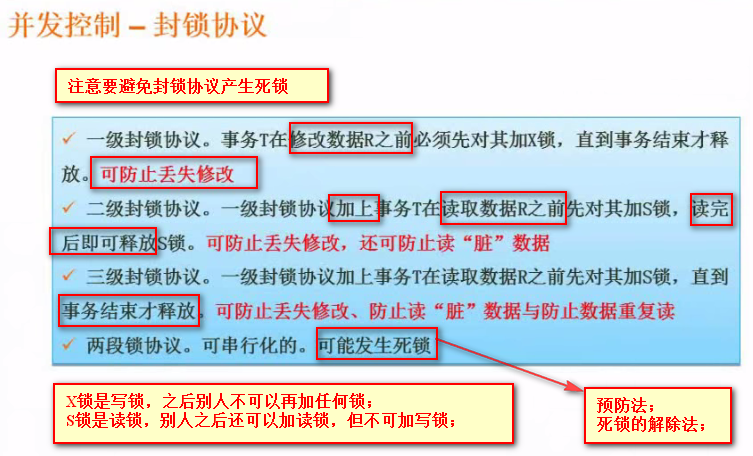 并发控制 – 封锁协议
注意要避免封锁协议产生死锁
✓ 一级封锁协议。事务T在修改数据R之前必须先对其加X锁，直到事务结束才释
放。可防止丢失修改
✓ 二级封锁协议。一级封锁协议加上事务T在读取数据R之前先对其加S锁，读完
后即可释放S锁。可防止丢失修改，还可防止读“脏”数据
✓ 三级封锁协议。一级封锁协议加上事务T在读取数据R之前先对其加S锁，直到
事务结束才释放。可防止丢失修改、防止读“脏”数据与防止数据重复读
✓ 两段锁协议。可串行化的。可能发生死锁
X锁是写锁，之后别人不可以再加任何锁；
S锁是读锁，别人之后还可以加读锁，但不可加写锁；
预防法；
死锁的解除法；